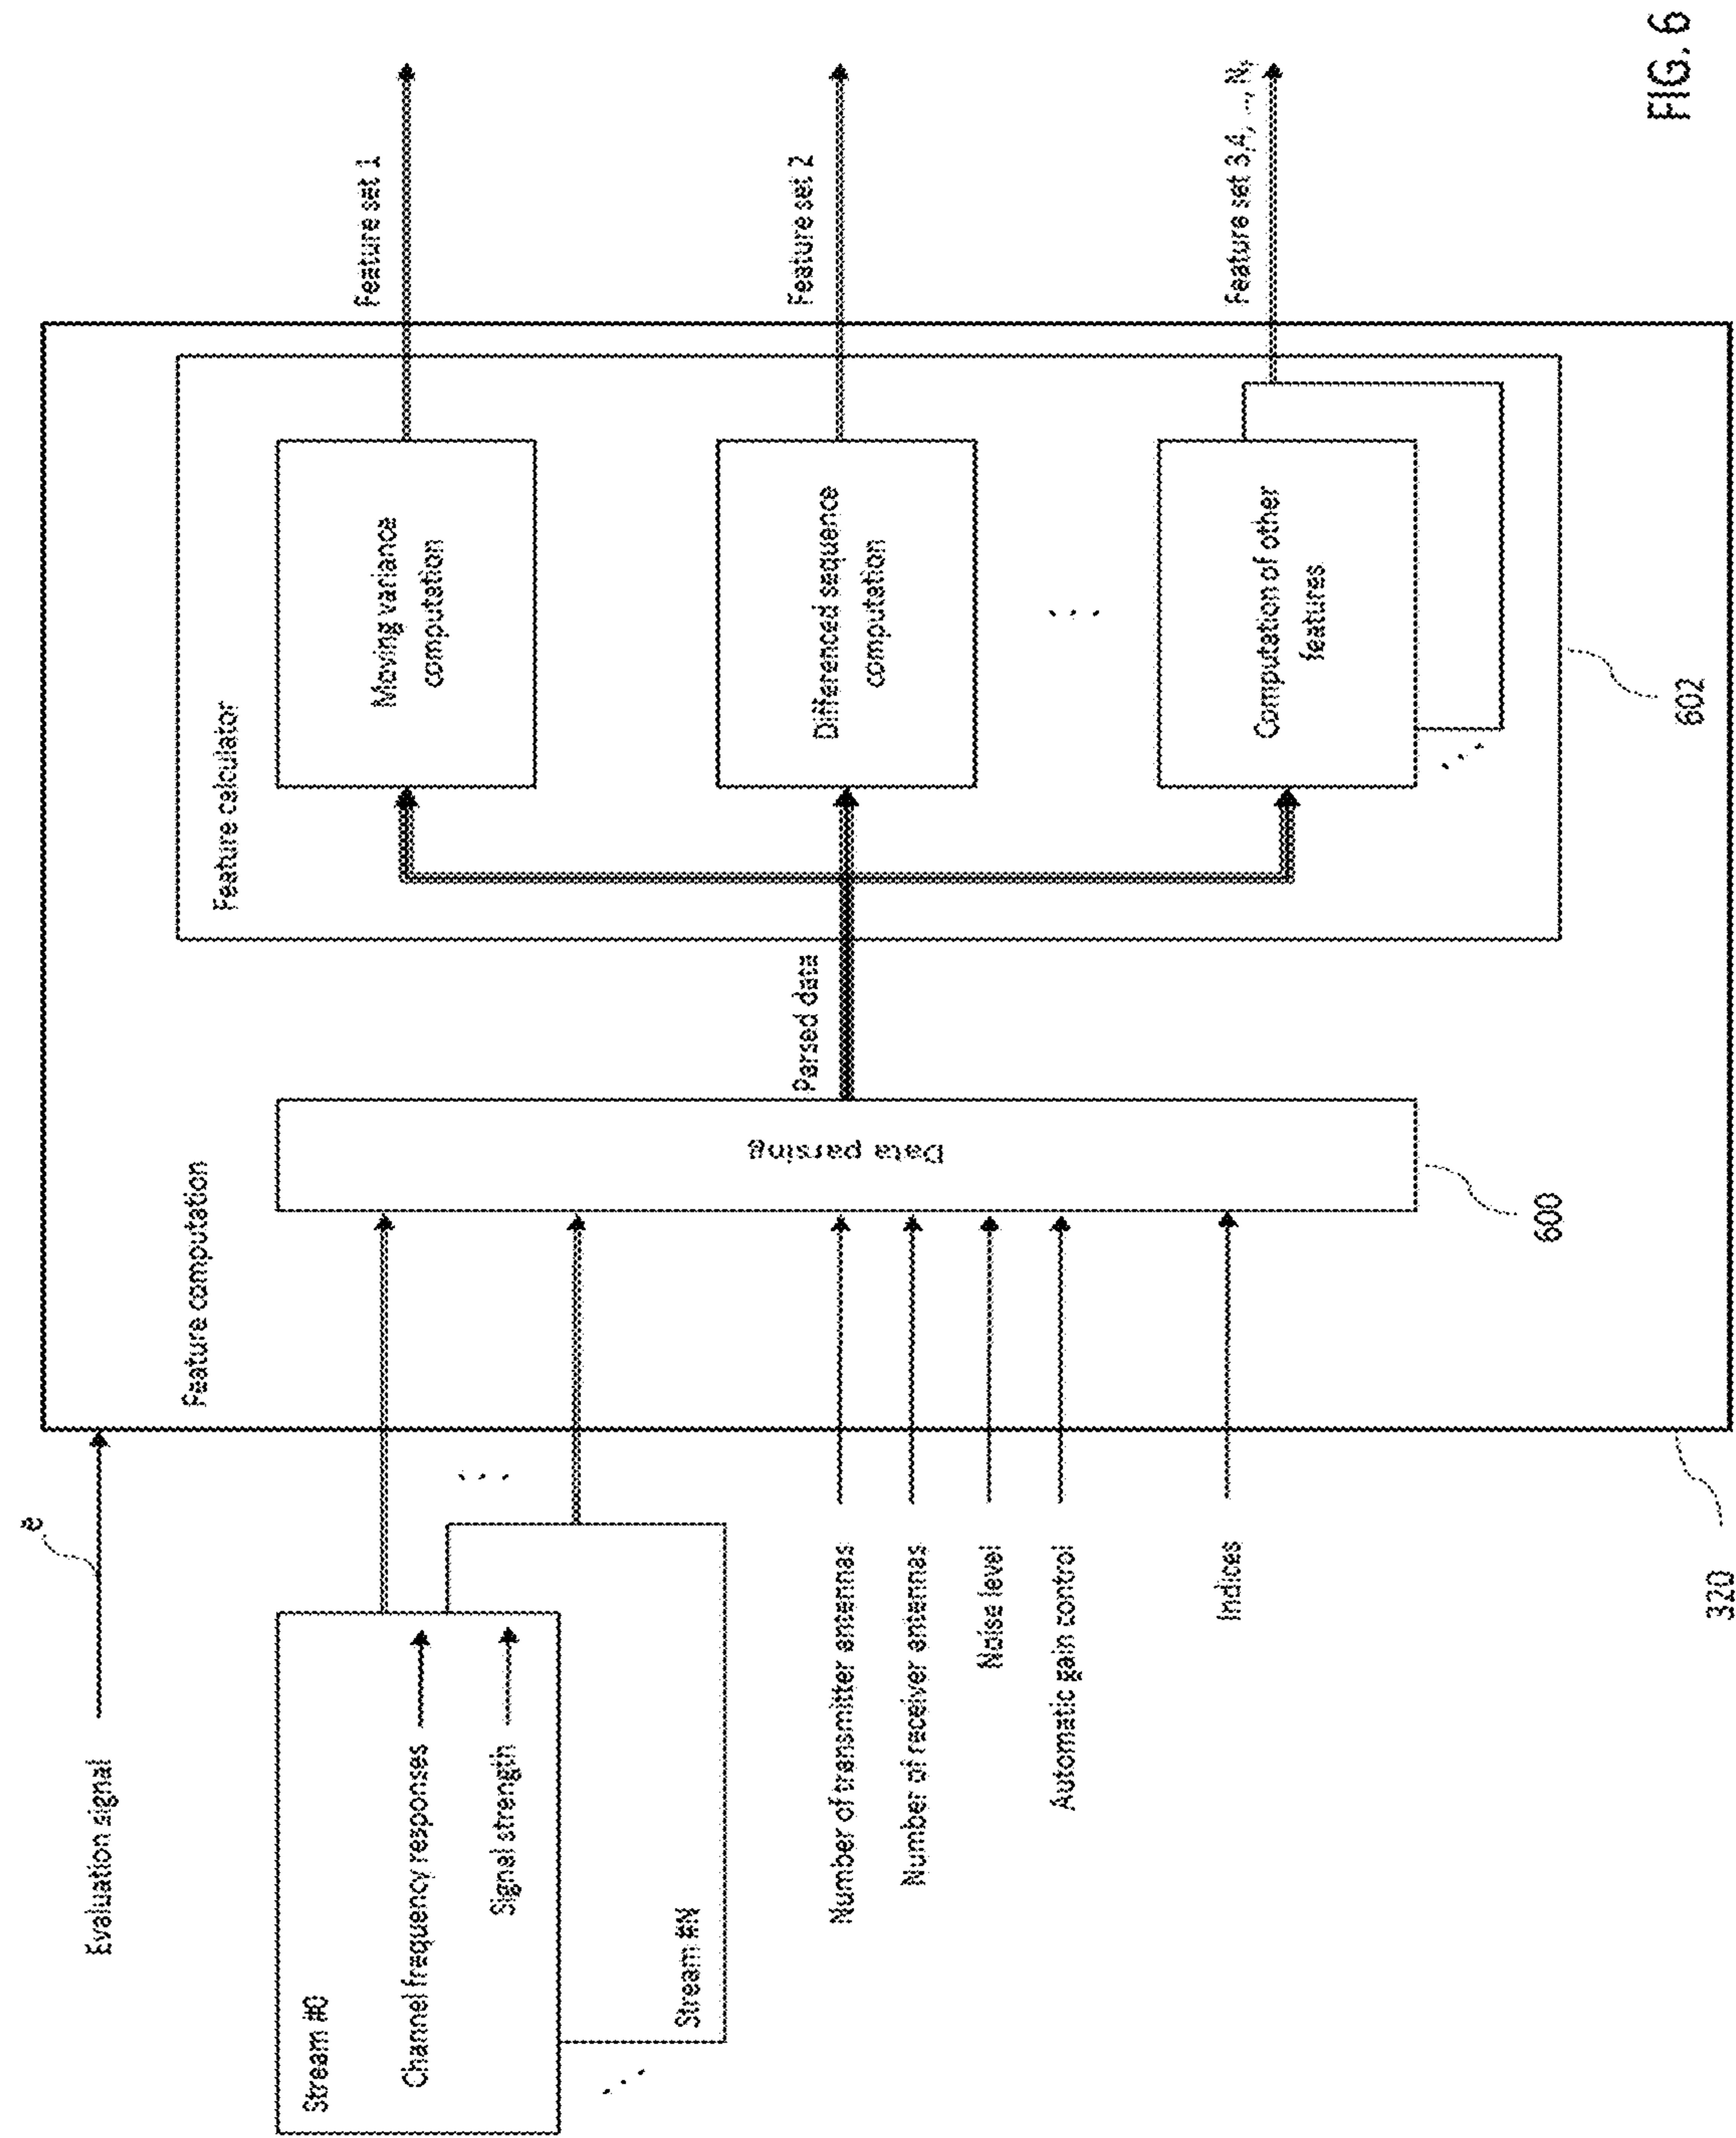 Evaluation signal
e
Feature computation
Stream #0
Channel frequency responses
Signal strength
Stream #N
Number of transmitter antennas
Number of receiver antennas
Noise level
Automatic gain control
Indices
Data parsing
Parsed data
Feature calculator
Moving variance
computation
Differenced sequence
computation
Computation of other
features
Feature set 1
Feature set 2
Feature set 3,4, ...,
320
600
602
FIG. 6